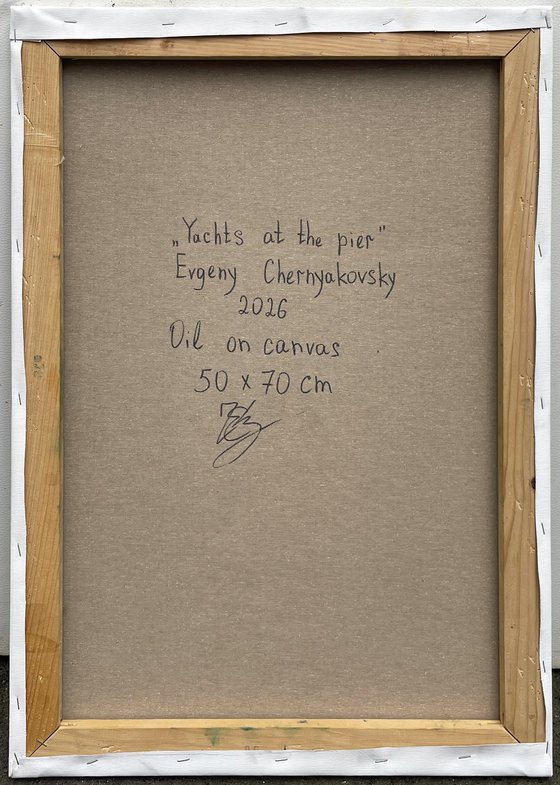 „Yachts at the pier"
Evgeny Chernyakovsky
2026
Oil on canvas
50 x 70 cm